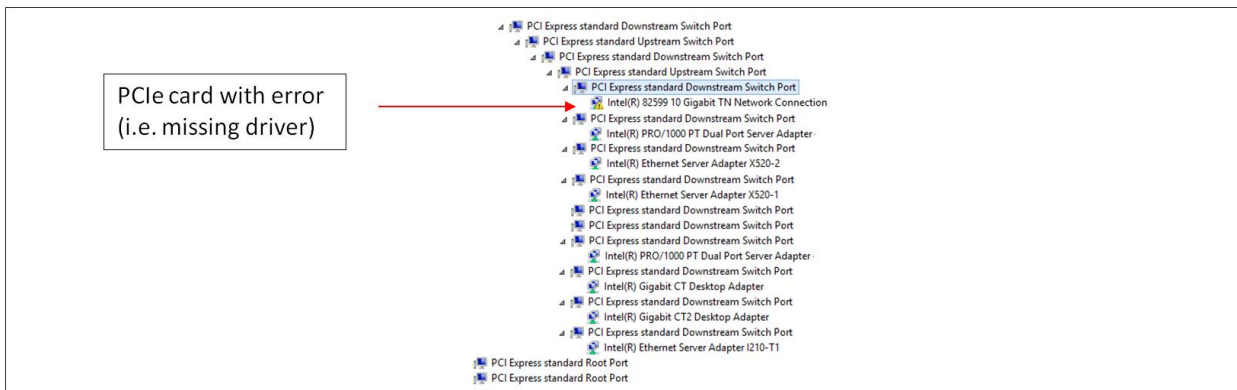 PCI Express standard Downstream Switch Port
PCI Express standard Upstream Switch Port
PCI Express standard Downstream Switch Port
PCI Express standard Upstream Switch Port
PCI Express standard Downstream Switch Port
PCIe card with error
(i.e. missing driver)
Intel(R) 82599 10 Gigabit TN Network Connection
PCI Express standard Downstream Switch Port
Intel(R) PRO/1000 PT Dual Port Server Adapter
PCI Express standard Downstream Switch Port
Intel(R) Ethernet Server Adapter X520-2
PCI Express standard Downstream Switch Port
Intel(R) Ethernet Server Adapter X520-1
PCI Express standard Downstream Switch Port
PCI Express standard Downstream Switch Port
PCI Express standard Downstream Switch Port
Intel(R) PRO/1000 PT Dual Port Server Adapter
PCI Express standard Downstream Switch Port
Intel(R) Gigabit CT Desktop Adapter
PCI Express standard Downstream Switch Port
Intel(R) Gigabit CT2 Desktop Adapter
PCI Express standard Downstream Switch Port
Intel(R) Ethernet Server Adapter I210-T1
PCI Express standard Root Port
PCI Express standard Root Port